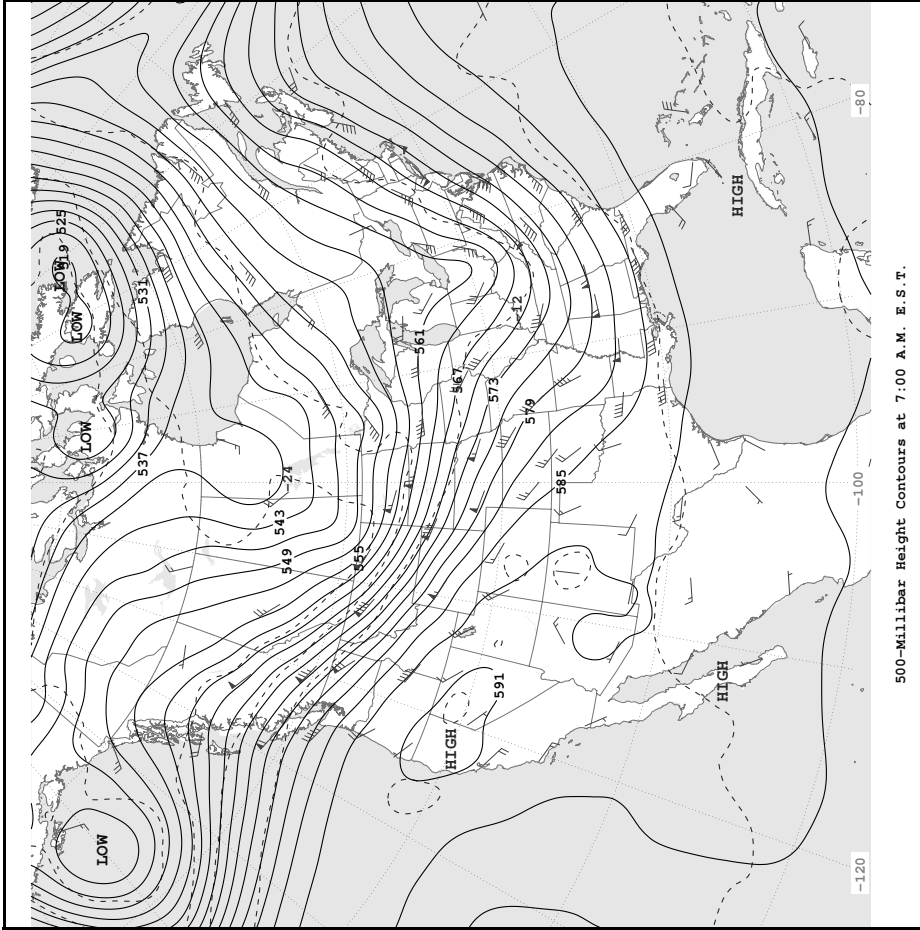 525
519
LOW
LOW
531
LOW
537
-24
543
549
555
561
567
-12
573
579
585
591
HIGH
HIGH
HIGH
LOW
-80
-100
-120
500-Millibar Height Contours at 7:00 A.M. E.S.T.